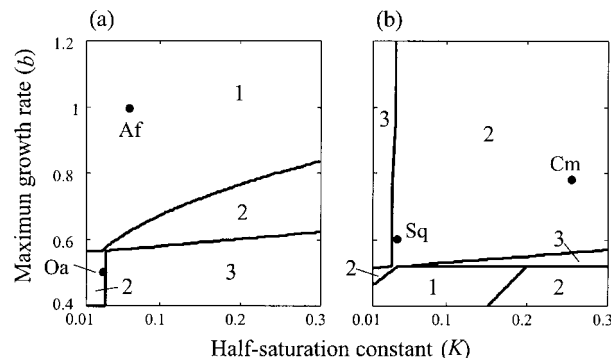 (a) (b)
Maximun growth rate (b)
1.2
1
0.8
0.6
0.4
1
Af
2
Oa
2
3
3
2
Cm
Sq
3
2
1
2
0.01 0.1 0.2 0.3 0.01 0.1 0.2 0.3
Half-saturation constant (K)